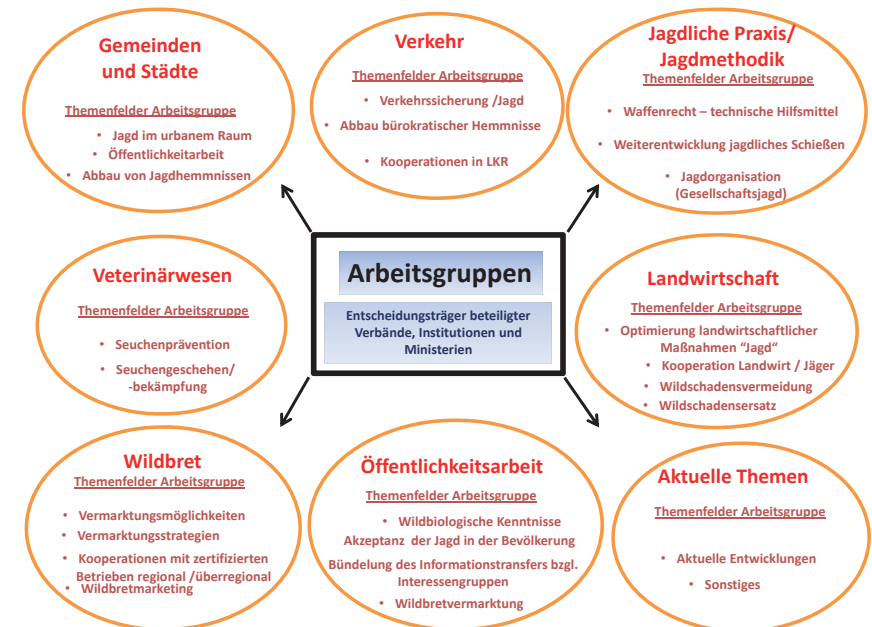 Gemeinden
und Städte
Themenfelder Arbeitsgruppe
• Jagd im urbanem Raum
• Öffentlichkeitarbeit
• Abbau von Jagdhemmnissen
Verkehr
Themenfelder Arbeitsgruppe
• Verkehrssicherung /Jagd
• Abbau bürokratischer Hemmnisse
• Kooperationen in LKR
Jagdliche Praxis/
Jagdmethodik
Themenfelder Arbeitsgruppe
• Waffenrecht – technische Hilfsmittel
• Weiterentwicklung jagdliches Schießen
• Jagdorganisation
(Gesellschaftsjagd)
Veterinärwesen
Themenfelder Arbeitsgruppe
• Seuchenprävention
• Seuchengeschehen/
-bekämpfung
Arbeitsgruppen
Entscheidungsträger beteiligter
Verbände, Institutionen und
Ministerien
Landwirtschaft
Themenfelder Arbeitsgruppe
• Optimierung landwirtschaftlicher
Maßnahmen "Jagd“
• Kooperation Landwirt / Jäger
• Wildschadensvermeidung
• Wildschadensersatz
Wildbret
Themenfelder Arbeitsgruppe
• Vermarktungsmöglichkeiten
• Vermarktungsstrategien
• Kooperationen mit zertifizierten
Betrieben regional /überregional
• Wildbretmarketing
Öffentlichkeitsarbeit
Themenfelder Arbeitsgruppe
• Wildbiologische Kenntnisse
Akzeptanz der Jagd in der Bevölkerung
Bündelung des Informationstransfers bzgl.
Interessengruppen
• Wildbretvermarktung
Aktuelle Themen
Themenfelder Arbeitsgruppe
• Aktuelle Entwicklungen
• Sonstiges